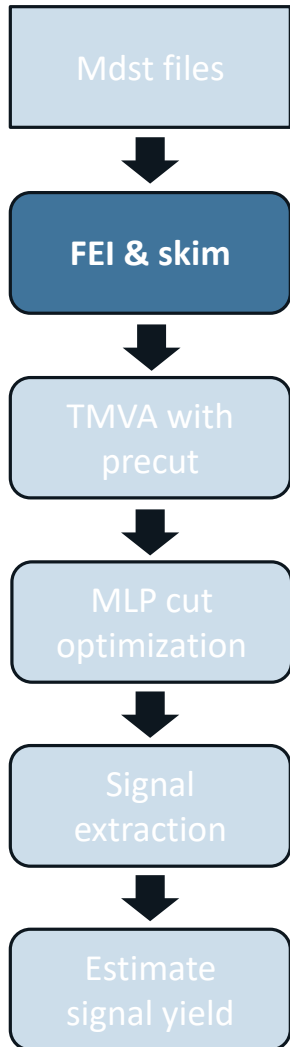 Mdst files
FEI & skim
TMVA with
precut
MLP cut
optimization
Signal
extraction
Estimate
signal yield